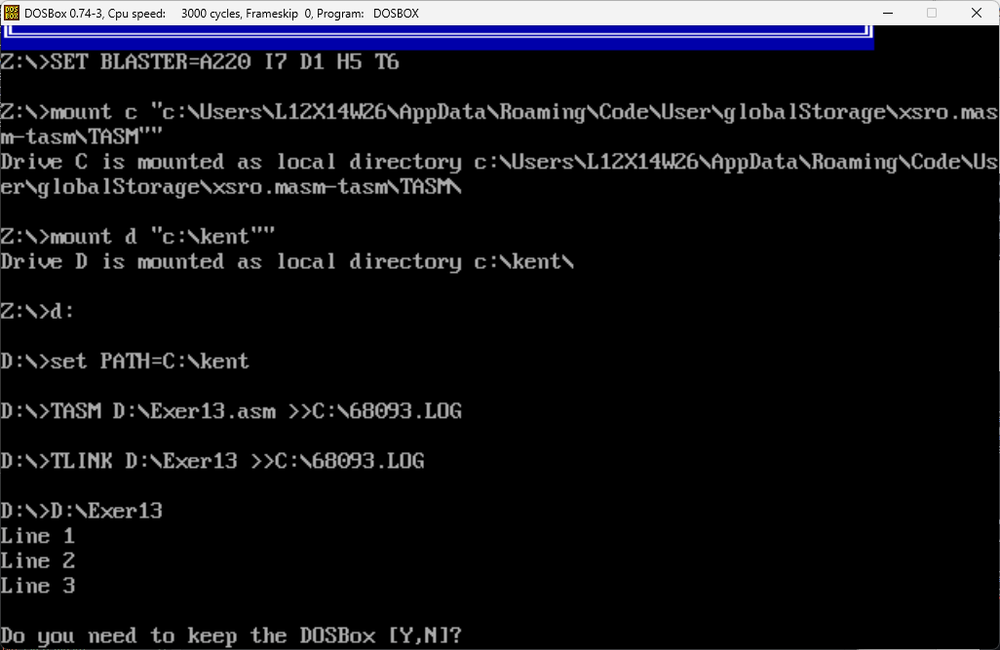 DOSBox 0.74-3, Cpu speed:    3000 cycles, Frameskip  0, Program:   DOSBOX
Z:\>SET BLASTER=A220 I7 D1 H5 T6
Z:\>mount c "c:\Users\L12X14W26\AppData\Roaming\Code\User\globalStorage\xsro.mas
m-tasm\TASM""
Drive C is mounted as local directory c:\Users\L12X14W26\AppData\Roaming\Code\Us
er\globalStorage\xsro.masm-tasm\TASM\
Z:\>mount d "c:\kent""
Drive D is mounted as local directory c:\kent\
Z:\>d:
D:\>set PATH=C:\kent
D:\>TASM D:\Exer13.asm >>C:\68093.LOG
D:\>TLINK D:\Exer13 >>C:\68093.LOG
D:\>D:\Exer13
Line 1
Line 2
Line 3
Do you need to keep the DOSBox [Y,N]?